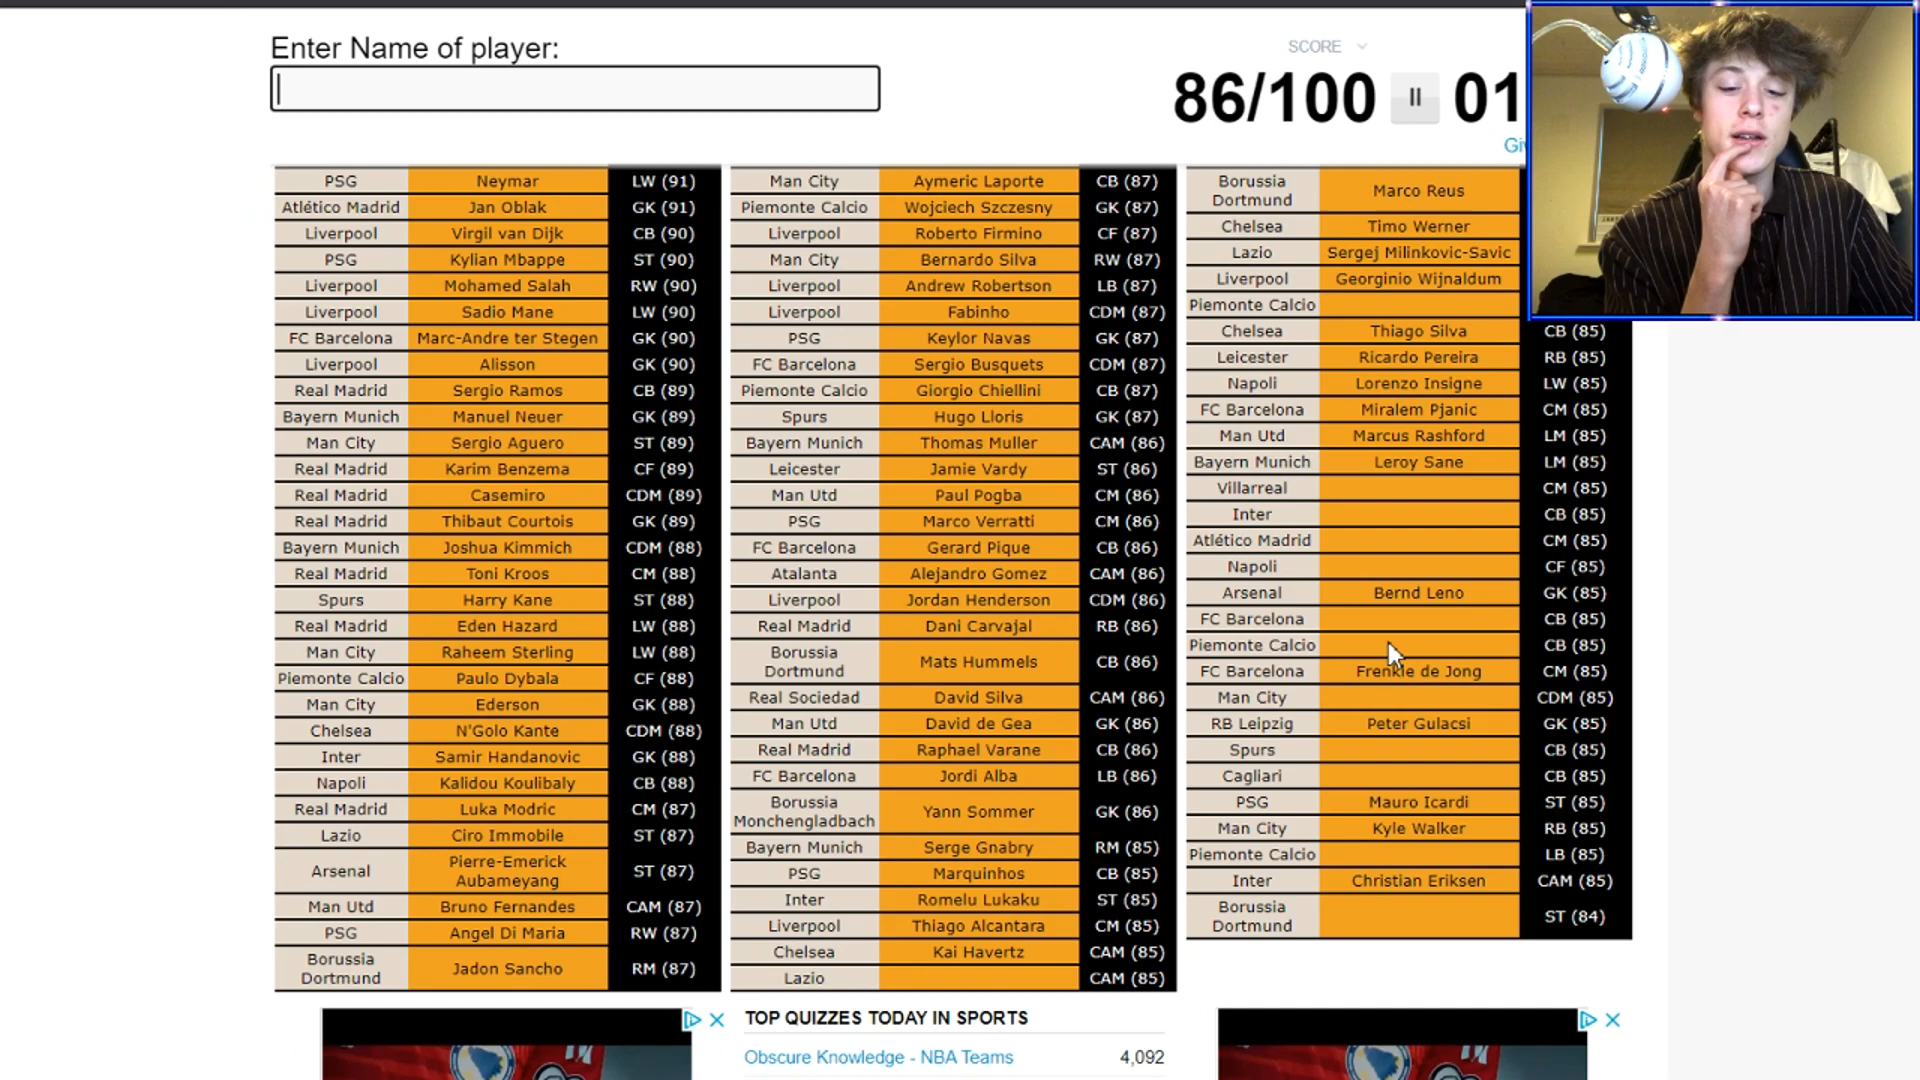 Enter Name of player:
SCORE
86/100 01
Giv
PSG Neymar LW (91)
Atlético Madrid Jan Oblak GK (91)
Liverpool Virgil van Dijk CB (90)
PSG Kylian Mbappe ST (90)
Liverpool Mohamed Salah RW (90)
Liverpool Sadio Mane LW (90)
FC Barcelona Marc-Andre ter Stegen GK (90)
Liverpool Alisson GK (90)
Real Madrid Sergio Ramos CB (89)
Bayern Munich Manuel Neuer GK (89)
Man City Sergio Aguero ST (89)
Real Madrid Karim Benzema CF (89)
Real Madrid Casemiro CDM (89)
Real Madrid Thibaut Courtois GK (89)
Bayern Munich Joshua Kimmich CDM (88)
Real Madrid Toni Kroos CM (88)
Spurs Harry Kane ST (88)
Real Madrid Eden Hazard LW (88)
Man City Raheem Sterling LW (88)
Piemonte Calcio Paulo Dybala CF (88)
Man City Ederson GK (88)
Chelsea N'Golo Kante CDM (88)
Inter Samir Handanovic GK (88)
Napoli Kalidou Koulibaly CB (88)
Real Madrid Luka Modric CM (87)
Lazio Ciro Immobile ST (87)
Arsenal Pierre-Emerick Aubameyang ST (87)
Man Utd Bruno Fernandes CAM (87)
PSG Angel Di Maria RW (87)
Borussia Dortmund Jadon Sancho RM (87)
Man City Aymeric Laporte CB (87)
Piemonte Calcio Wojciech Szczesny GK (87)
Liverpool Roberto Firmino CF (87)
Man City Bernardo Silva RW (87)
Liverpool Andrew Robertson LB (87)
Liverpool Fabinho CDM (87)
PSG Keylor Navas GK (87)
FC Barcelona Sergio Busquets CDM (87)
Piemonte Calcio Giorgio Chiellini CB (87)
Spurs Hugo Lloris GK (87)
Bayern Munich Thomas Muller CAM (86)
Leicester Jamie Vardy ST (86)
Man Utd Paul Pogba CM (86)
PSG Marco Verratti CM (86)
FC Barcelona Gerard Pique CB (86)
Atalanta Alejandro Gomez CAM (86)
Liverpool Jordan Henderson CDM (86)
Real Madrid Dani Carvajal RB (86)
Borussia Dortmund Mats Hummels CB (86)
Real Sociedad David Silva CAM (86)
Man Utd David de Gea GK (86)
Real Madrid Raphael Varane CB (86)
FC Barcelona Jordi Alba LB (86)
Borussia Monchengladbach Yann Sommer GK (86)
Bayern Munich Serge Gnabry RM (85)
PSG Marquinhos CB (85)
Inter Romelu Lukaku ST (85)
Liverpool Thiago Alcantara CM (85)
Chelsea Kai Havertz CAM (85)
Lazio CAM (85)
Borussia Dortmund Marco Reus
Chelsea Timo Werner
Lazio Sergej Milinkovic-Savic
Liverpool Georginio Wijnaldum
Piemonte Calcio
Chelsea Thiago Silva CB (85)
Leicester Ricardo Pereira RB (85)
Napoli Lorenzo Insigne LW (85)
FC Barcelona Miralem Pjanic CM (85)
Man Utd Marcus Rashford LM (85)
Bayern Munich Leroy Sane LM (85)
Villarreal CM (85)
Inter CB (85)
Atlético Madrid CM (85)
Napoli CF (85)
Arsenal Bernd Leno GK (85)
FC Barcelona CB (85)
Piemonte Calcio CB (85)
FC Barcelona Frenkie de Jong CM (85)
Man City CDM (85)
RB Leipzig Peter Gulacsi GK (85)
Spurs CB (85)
Cagliari CB (85)
PSG Mauro Icardi ST (85)
Man City Kyle Walker RB (85)
Piemonte Calcio LB (85)
Inter Christian Eriksen CAM (85)
Borussia Dortmund ST (84)
TOP QUIZZES TODAY IN SPORTS
Obscure Knowledge - NBA Teams 4,092